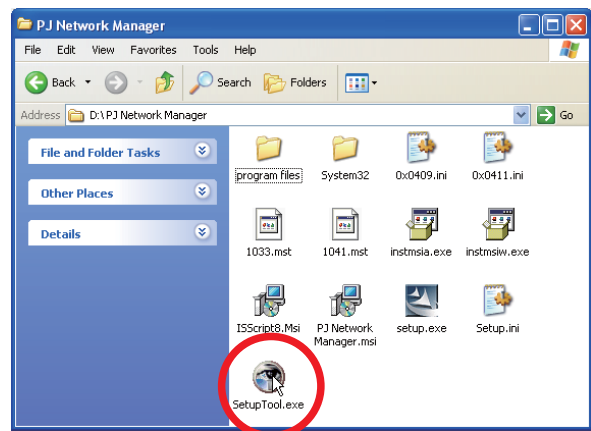 PJ Network Manager
File Edit View Favorites Tools Help
Back Search Folders
Address D:\PJ Network Manager Go
File and Folder Tasks
Other Places
Details
program files System32 0x0409.ini 0x0411.ini
1033.mst 1041.mst instmsia.exe instmsiw.exe
ISScript8.Msi PJ Network Manager.msi setup.exe Setup.ini
SetupTool.exe